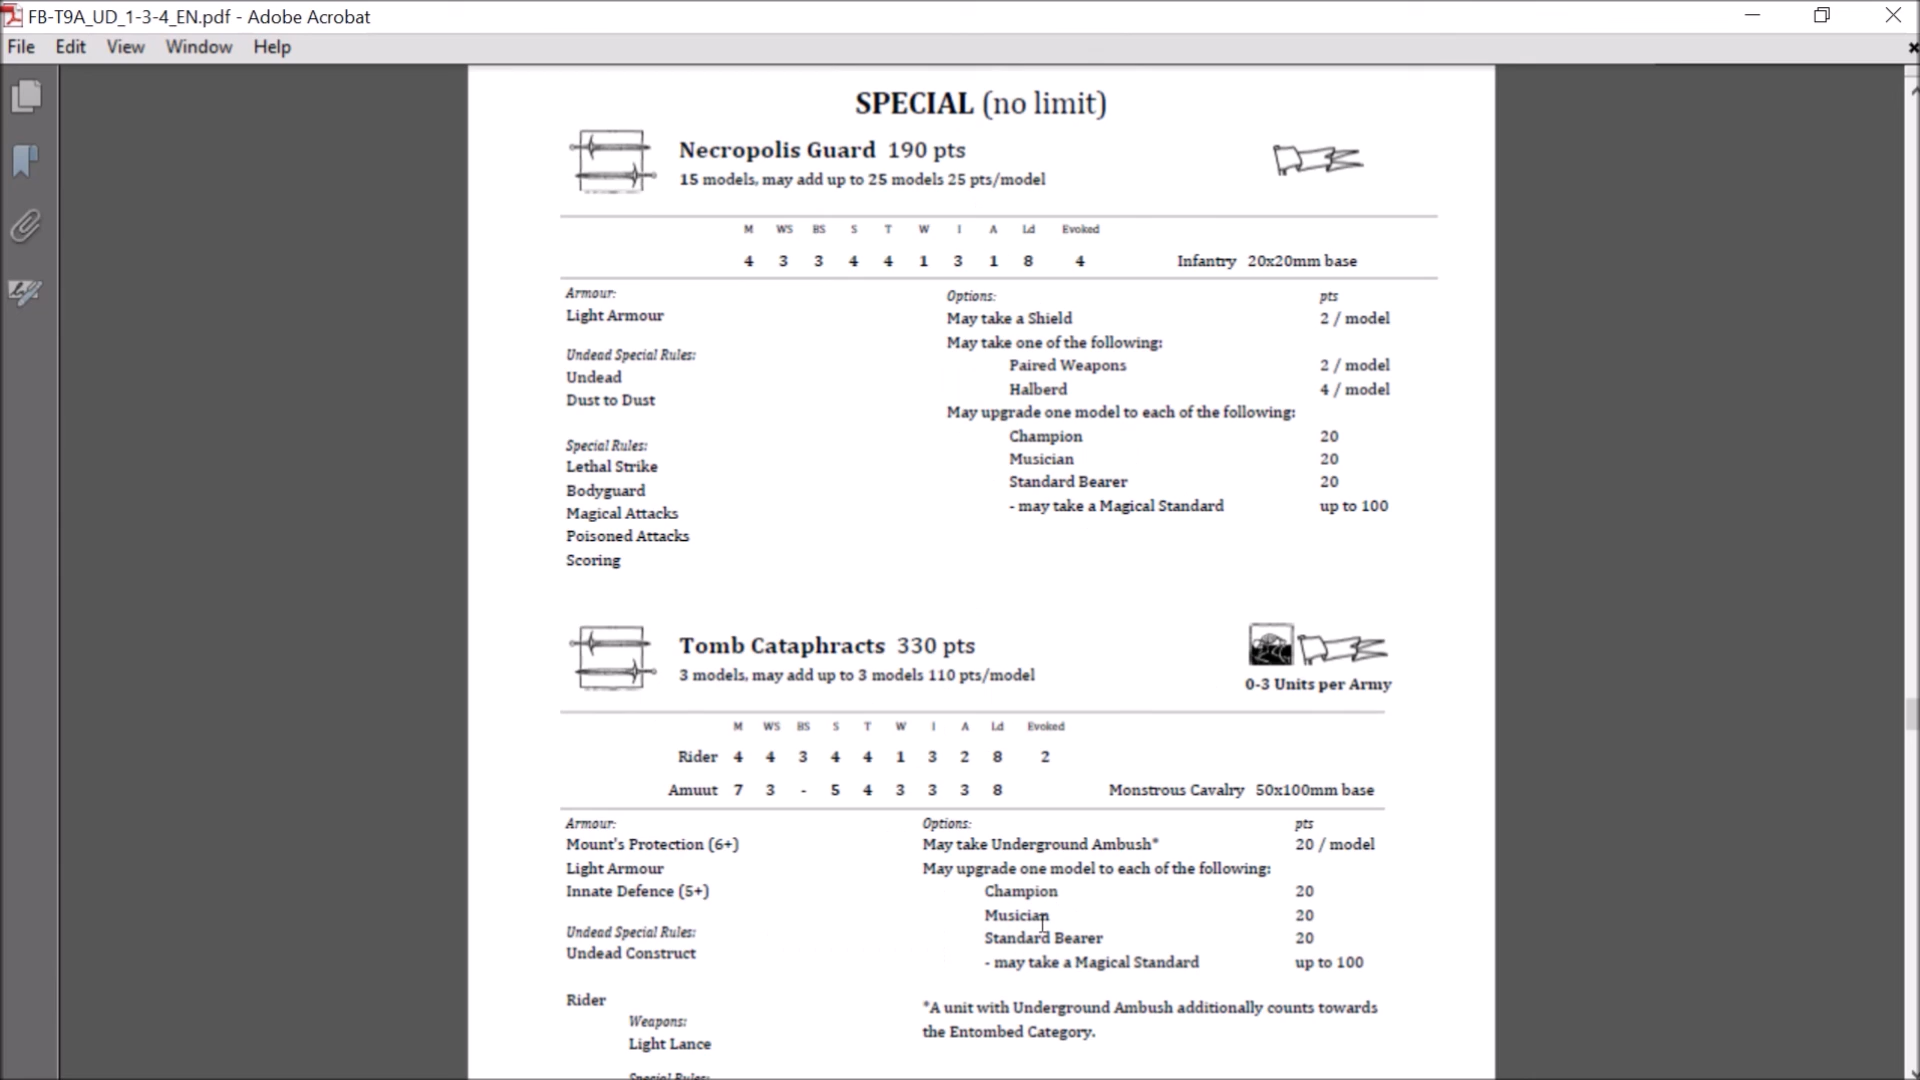 FB-T9A_UD_1-3-4_EN.pdf - Adobe Acrobat
File Edit View Window Help
SPECIAL (no limit)
Necropolis Guard 190 pts
15 models, may add up to 25 models 25 pts/model
M WS BS S T W I A Ld Evoked
4 3 3 4 4 1 3 1 8 4 Infantry 20x20mm base
Armour:
Light Armour
Undead Special Rules:
Undead
Dust to Dust
Special Rules:
Lethal Strike
Bodyguard
Magical Attacks
Poisoned Attacks
Scoring
Options: pts
May take a Shield 2 / model
May take one of the following:
Paired Weapons 2 / model
Halberd 4 / model
May upgrade one model to each of the following:
Champion 20
Musician 20
Standard Bearer 20
- may take a Magical Standard up to 100
Tomb Cataphracts 330 pts
3 models, may add up to 3 models 110 pts/model
0-3 Units per Army
M WS BS S T W I A Ld Evoked
Rider 4 4 3 4 4 1 3 2 8 2
Amuut 7 3 - 5 4 3 3 3 8 Monstrous Cavalry 50x100mm base
Armour:
Mount's Protection (6+)
Light Armour
Innate Defence (5+)
Undead Special Rules:
Undead Construct
Rider
Weapons:
Light Lance
Special Rules:
Options: pts
May take Underground Ambush* 20 / model
May upgrade one model to each of the following:
Champion 20
Musician 20
Standard Bearer 20
- may take a Magical Standard up to 100
*A unit with Underground Ambush additionally counts towards
the Entombed Category.